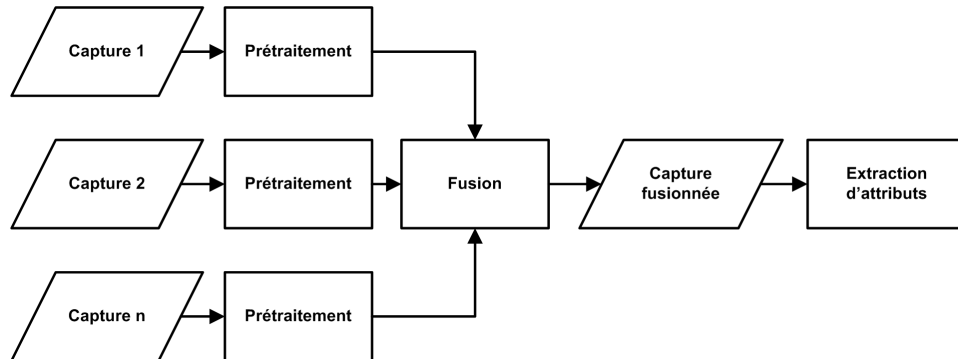 Capture 1
Prétraitement
Capture 2
Prétraitement
Fusion
Capture
fusionnée
Extraction
d'attributs
Capture n
Prétraitement